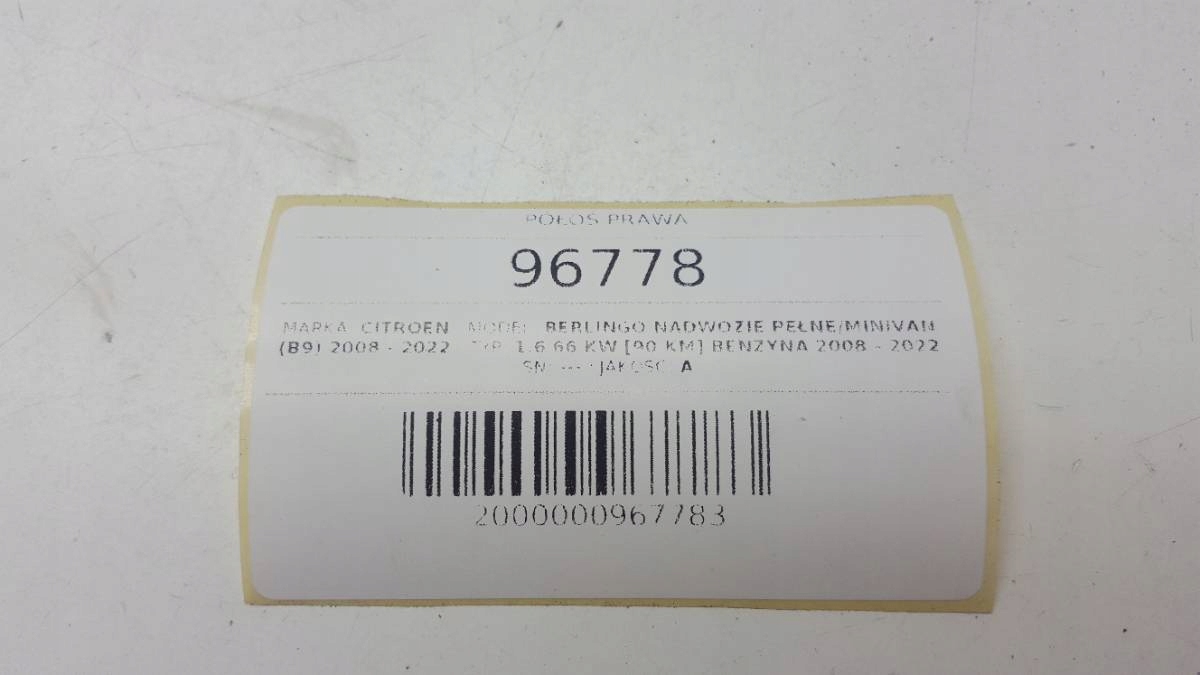 PÓŁOŚ PRAWA
96778
MARKA: CITROEN MODEL: BERLINGO NADWOZIE PEŁNE/MINIVAN
(B9) 2008 - 2022 TYP: 1.6 66 KW [90 KM] BENZYNA 2008 - 2022
SN: --- : JAKOŚĆ: A
2000000967783